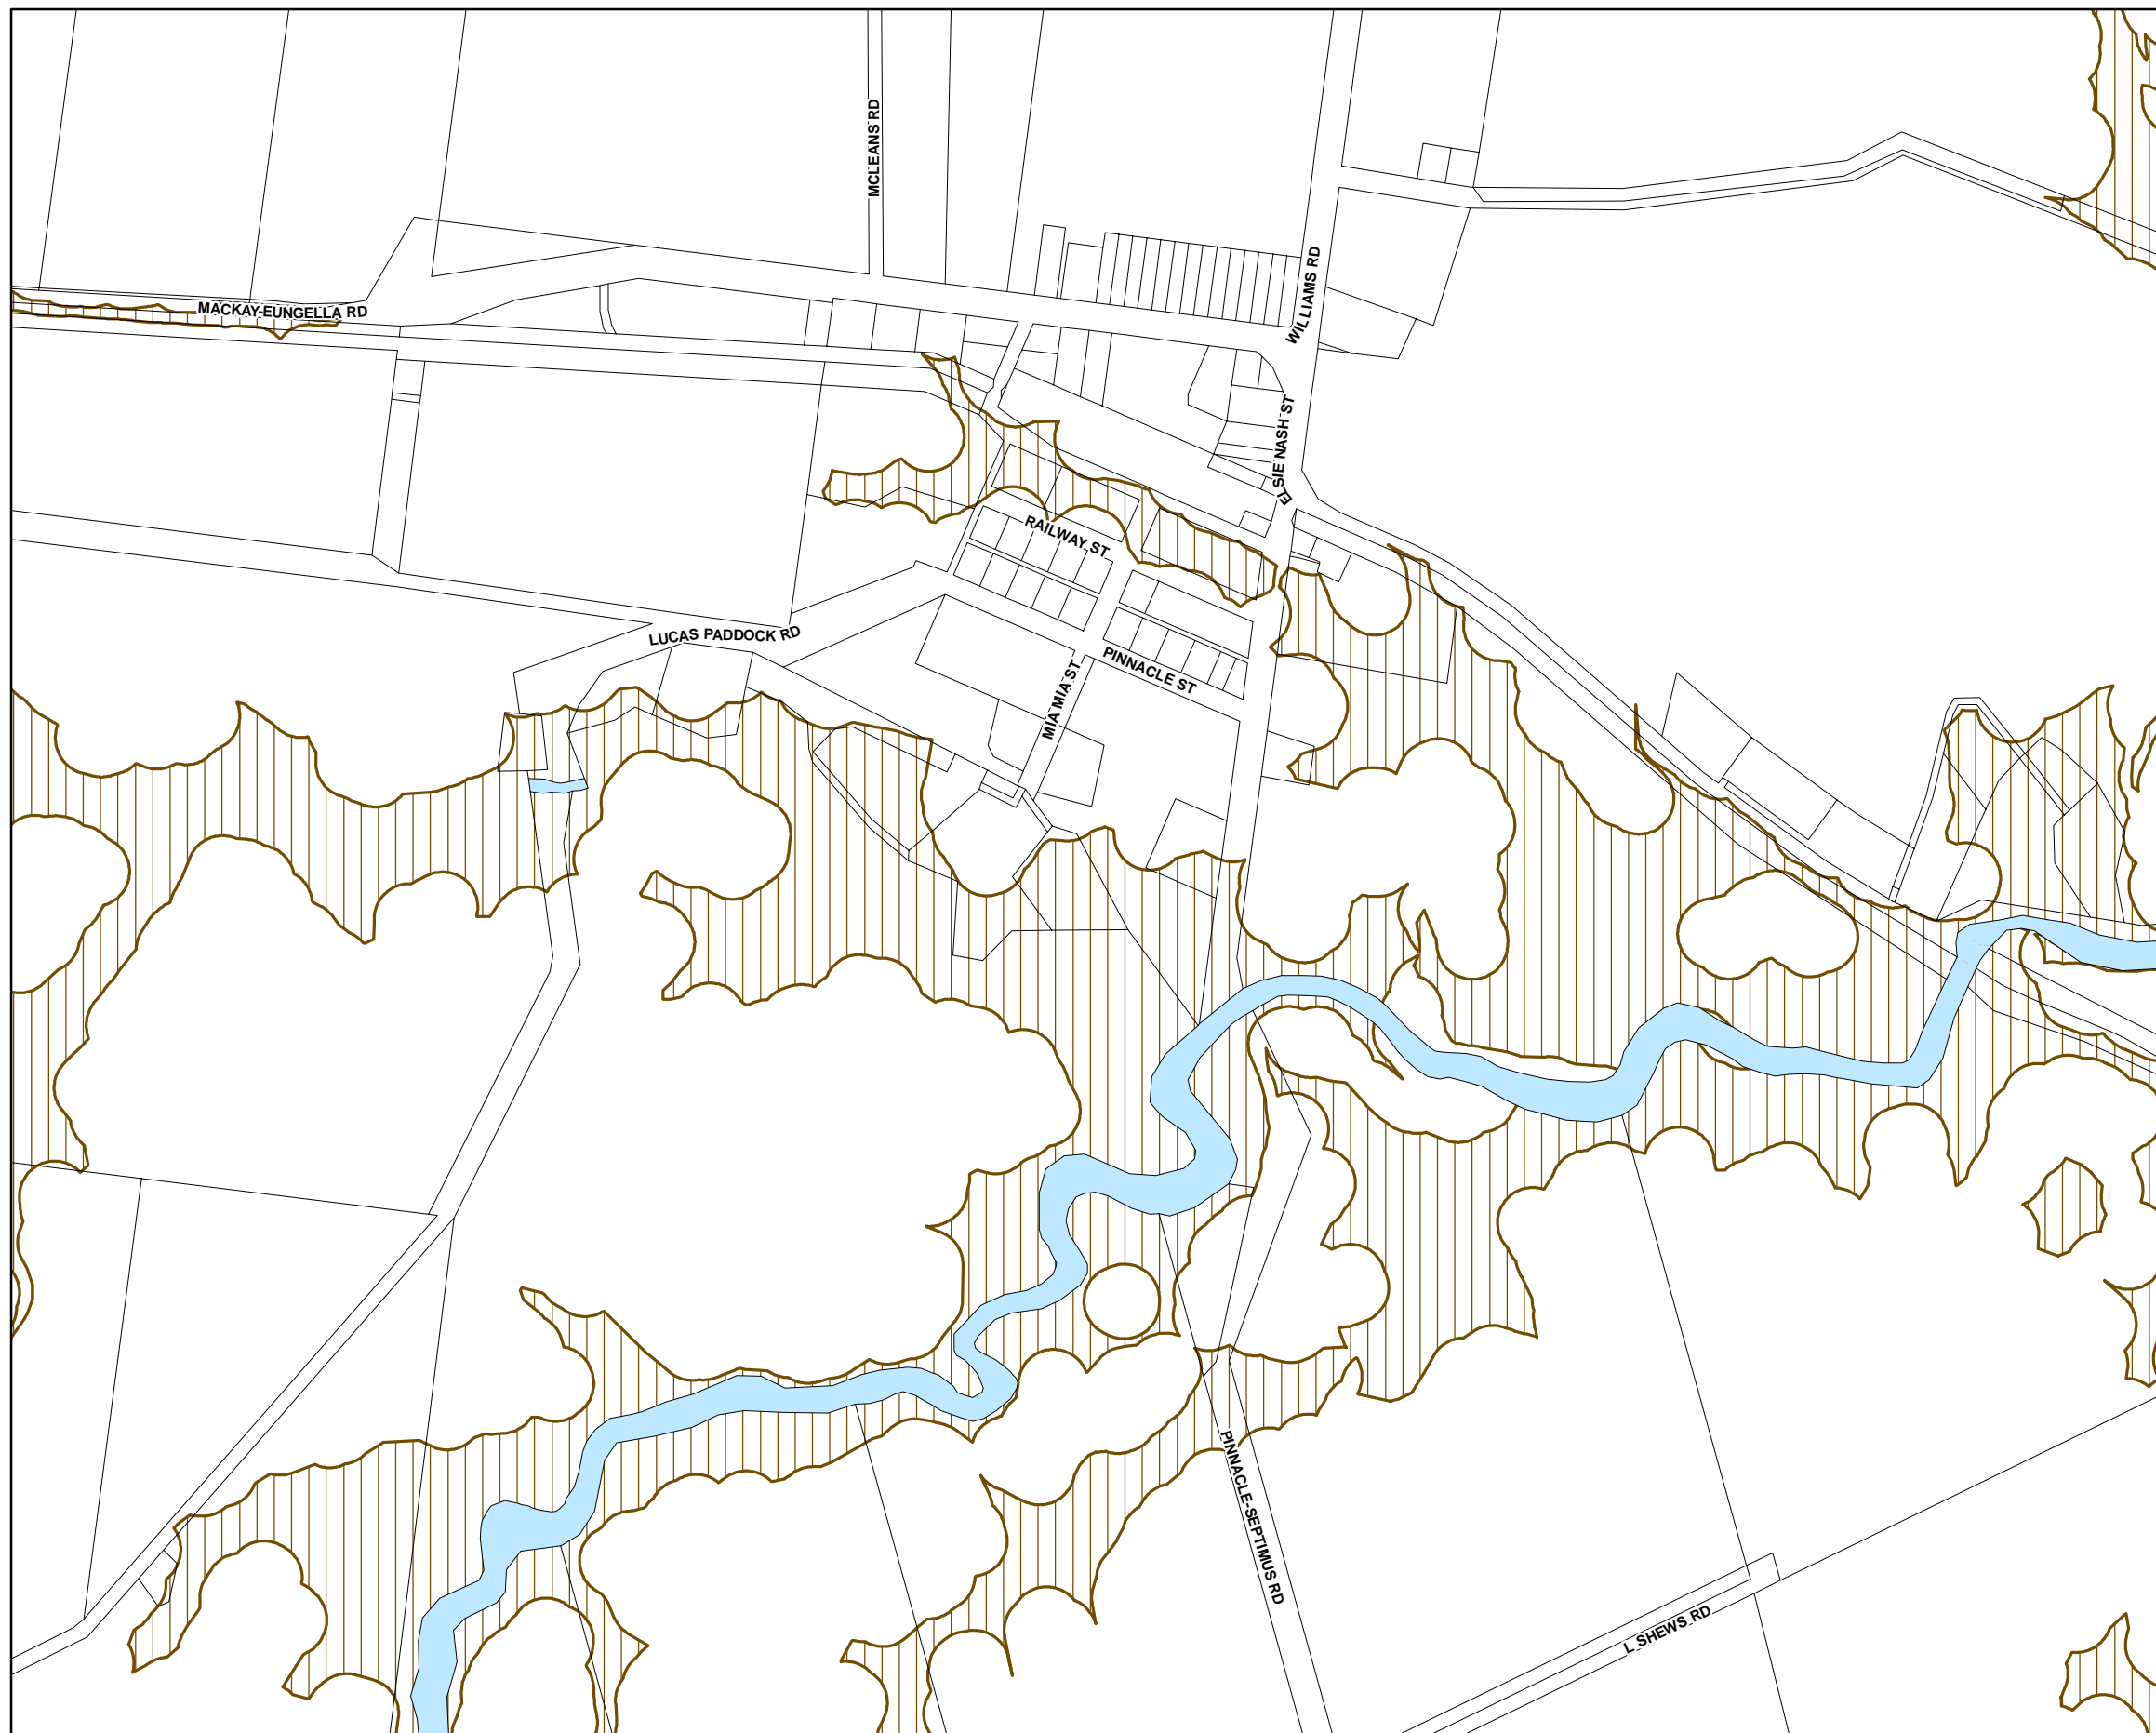 MCLEANS RD
WILLIAMS RD
MACKAY-EUNGELLA RD
ELSIE NASH ST
RAILWAY ST
LUCAS PADDOCK RD
PINNACLE ST
MIA MIA ST
PINNACLE-SEPTIMUS RD
L SHEWS RD